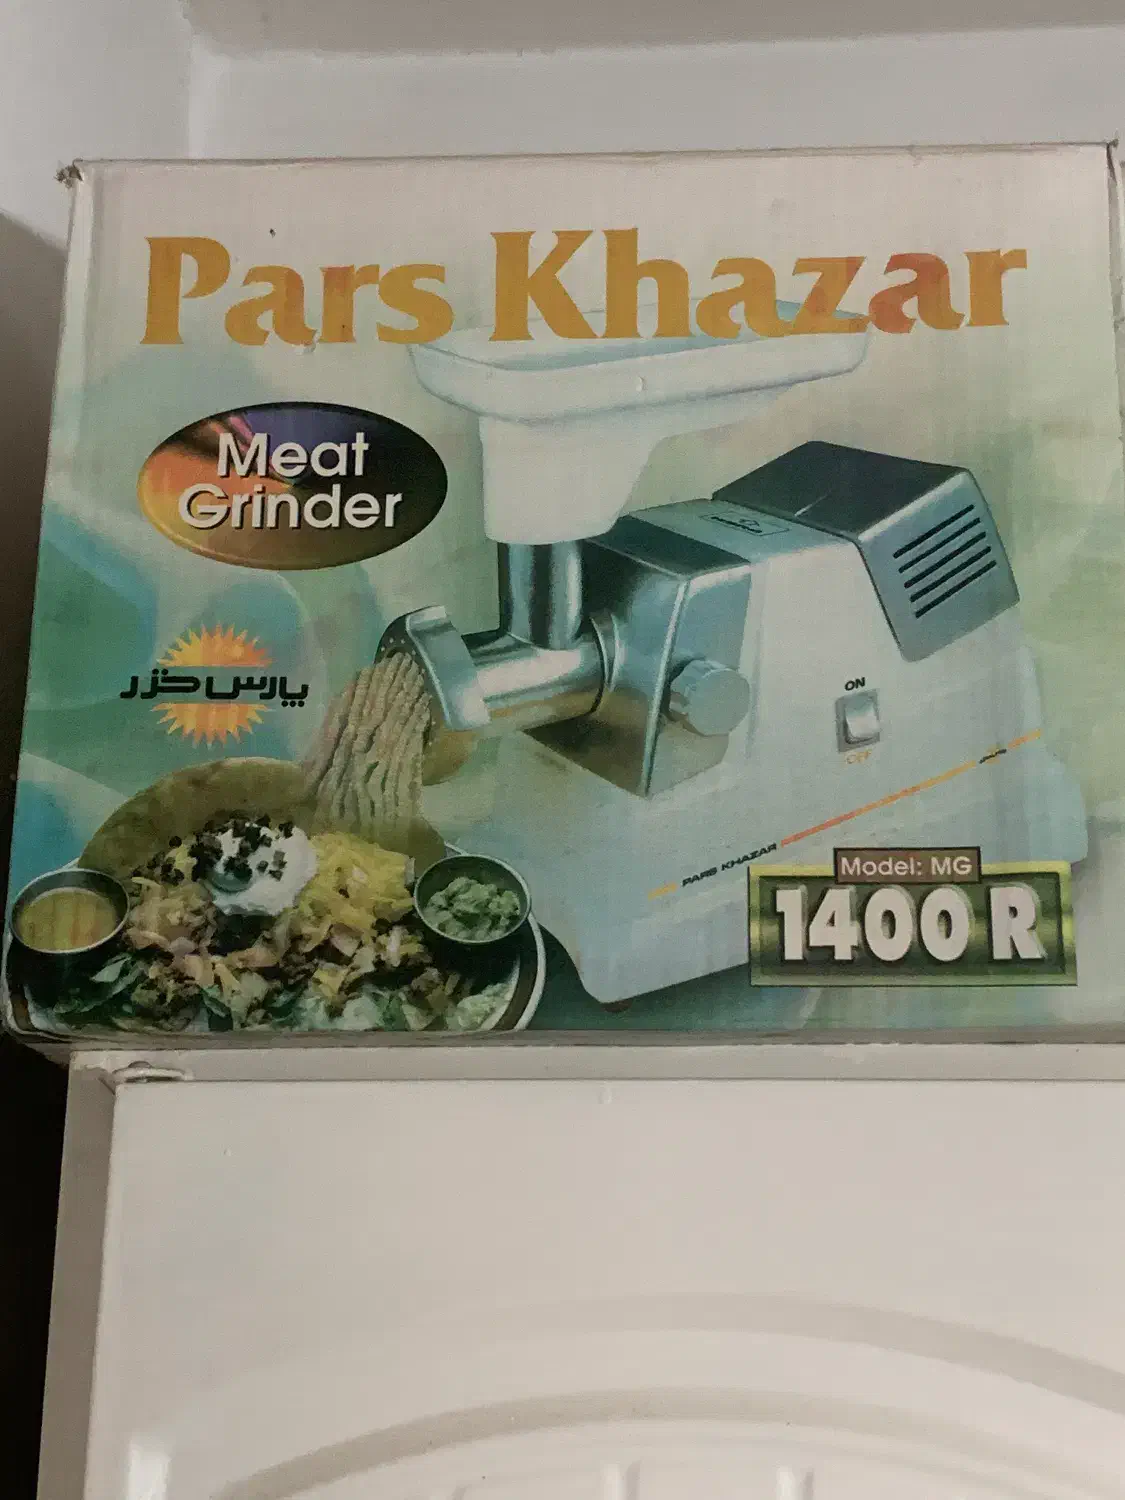 Pars Khazar
Meat
Grinder
پارس خزر
ON
OFF
PARS KHAZAR
Model: MG
1400 R